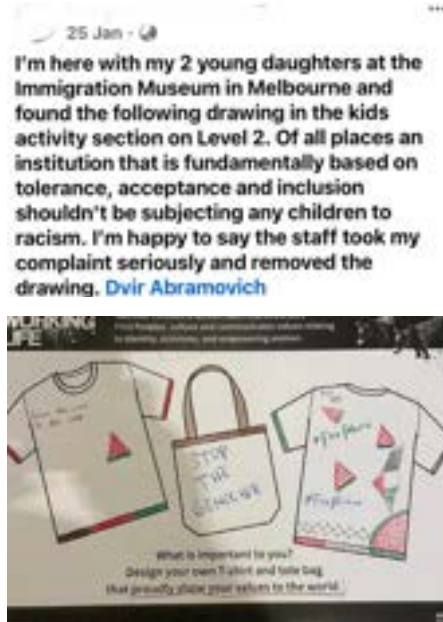 25 Jan ·
I'm here with my 2 young daughters at the
Immigration Museum in Melbourne and
found the following drawing in the kids
activity section on Level 2. Of all places an
institution that is fundamentally based on
tolerance, acceptance and inclusion
shouldn't be subjecting any children to
racism. I'm happy to say the staff took my
complaint seriously and removed the
drawing. Dvir Abramovich
WORKING
LIFE
STOP
THE
GENOCIDE
What is important to you?
Design your own T-shirt and tote bag
that proudly show your values to the world.